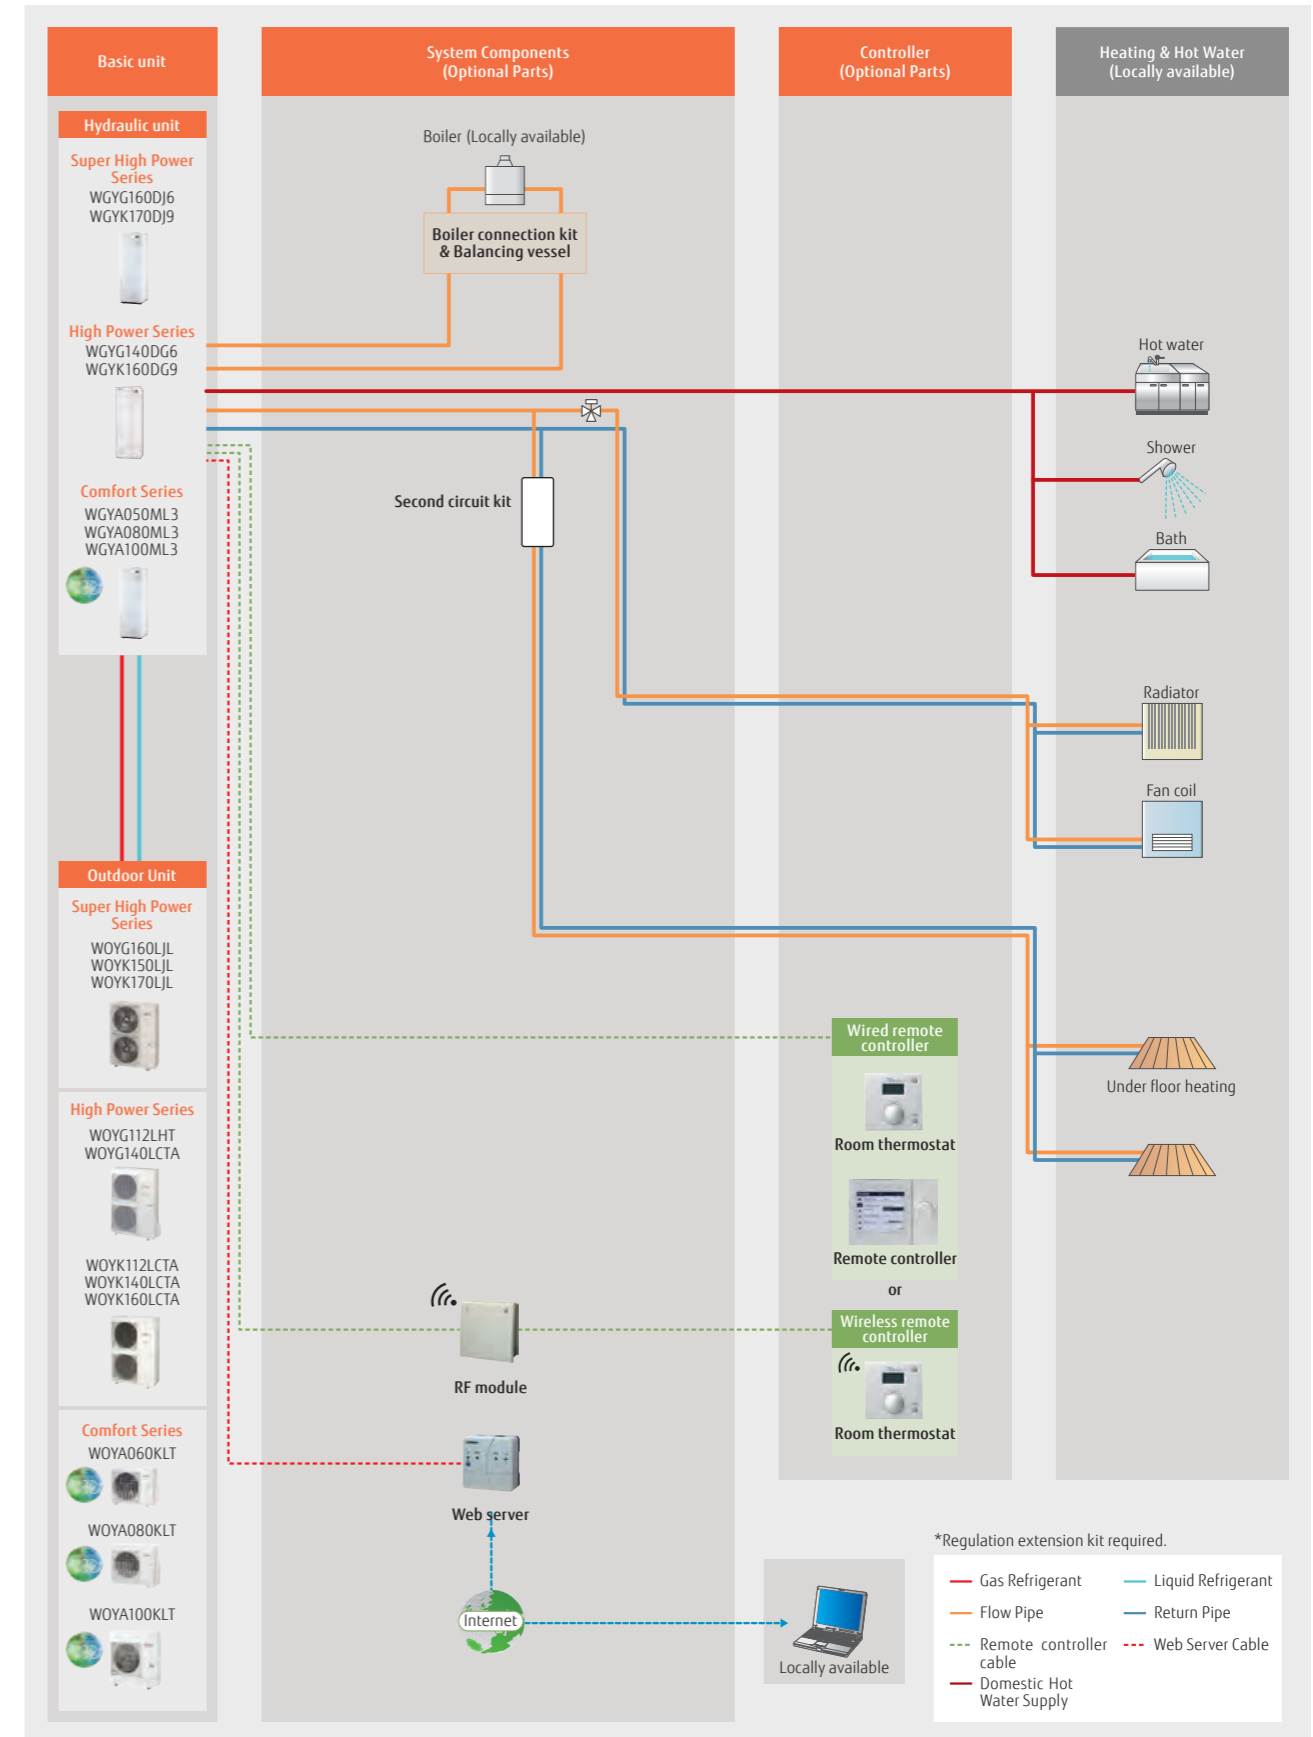 Basic unit
System Components
(Optional Parts)
Controller
(Optional Parts)
Heating & Hot Water
(Locally available)
Hydraulic unit
Super High Power
Series
WGYG160DJ6
WGYK170DJ9
High Power Series
WGYG140DG6
WGYK160DG9
Comfort Series
WGYA050ML3
WGYA080ML3
WGYA100ML3
Outdoor Unit
Super High Power
Series
WOYG160LJL
WOYK150LJL
WOYK170LJL
High Power Series
WOYG112LHT
WOYG140LCTA
WOYK112LCTA
WOYK140LCTA
WOYK160LCTA
Comfort Series
WOYA060KLT
WOYA080KLT
WOYA100KLT
Boiler (Locally available)
Boiler connection kit
& Balancing vessel
Second circuit kit
RF module
Web server
Internet
Wired remote
controller
Room thermostat
Remote controller
or
Wireless remote
controller
Room thermostat
Locally available
Hot water
Shower
Bath
Radiator
Fan coil
Under floor heating
*Regulation extension kit required.
Gas Refrigerant
Liquid Refrigerant
Flow Pipe
Return Pipe
Remote controller
cable
Web Server Cable
Domestic Hot
Water Supply